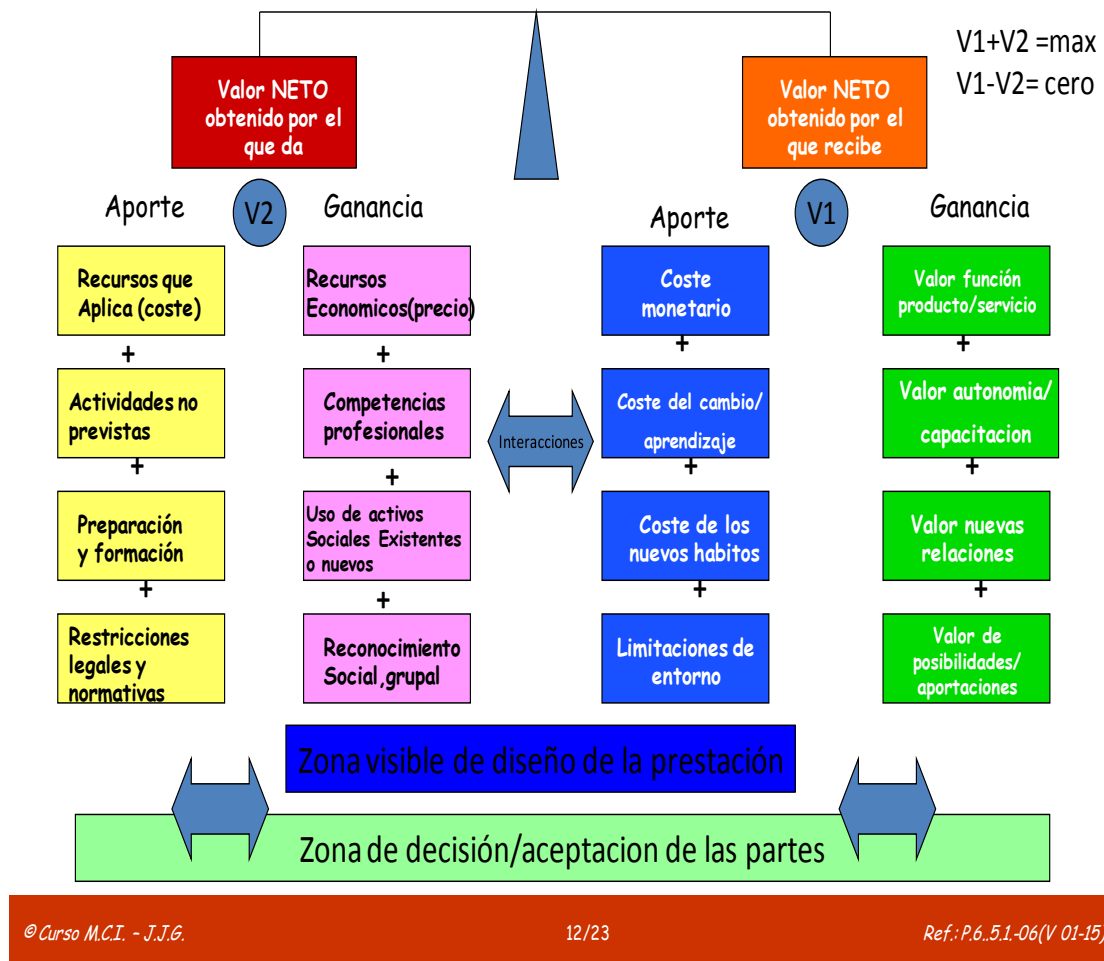 V1+V2 =max
V1-V2= cero
Valor NETO
obtenido por el
que da
Valor NETO
obtenido por el
que recibe
Aporte
V2
Ganancia
Aporte
V1
Ganancia
Recursos que
Aplica (coste)
Recursos
Economicos(precio)
Coste
monetario
Valor función
producto/servicio
+
+
+
+
Actividades no
previstas
Competencias
profesionales
Interacciones
Coste del cambio/
aprendizaje
Valor autonomia/
capacitacion
+
+
+
+
Preparación
y formación
Uso de activos
Sociales Existentes
o nuevos
Coste de los
nuevos habitos
Valor nuevas
relaciones
+
+
+
+
Restricciones
legales y
normativas
Reconocimiento
Social,grupal
Limitaciones de
entorno
Valor de
posibilidades/
aportaciones
Zona visible de diseño de la prestación
Zona de decisión/aceptacion de las partes
© Curso M.C.I. - J.J.G.
12/23
Ref.: P.6..5.1.-06(V 01-15)